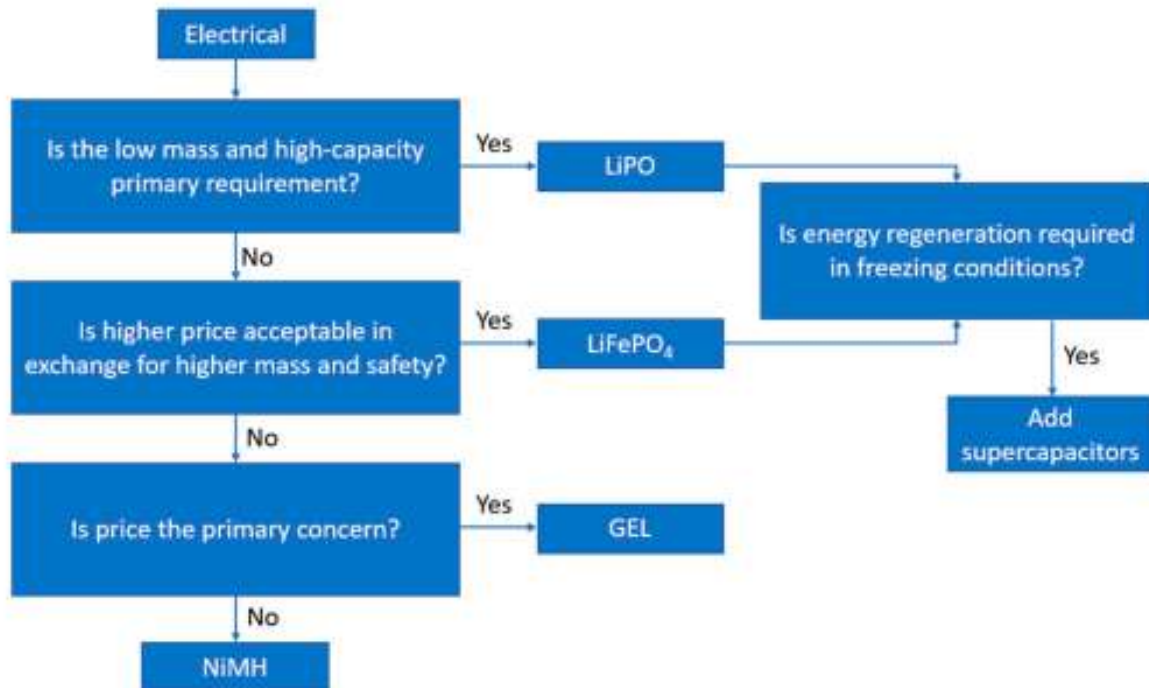 Electrical
Is the low mass and high-capacity
primary requirement?
Yes
LiPO
Is energy regeneration required
in freezing conditions?
No
Is higher price acceptable in
exchange for higher mass and safety?
Yes
LiFePO₄
Yes
Add
supercapacitors
No
Is price the primary concern?
Yes
GEL
No
NiMH